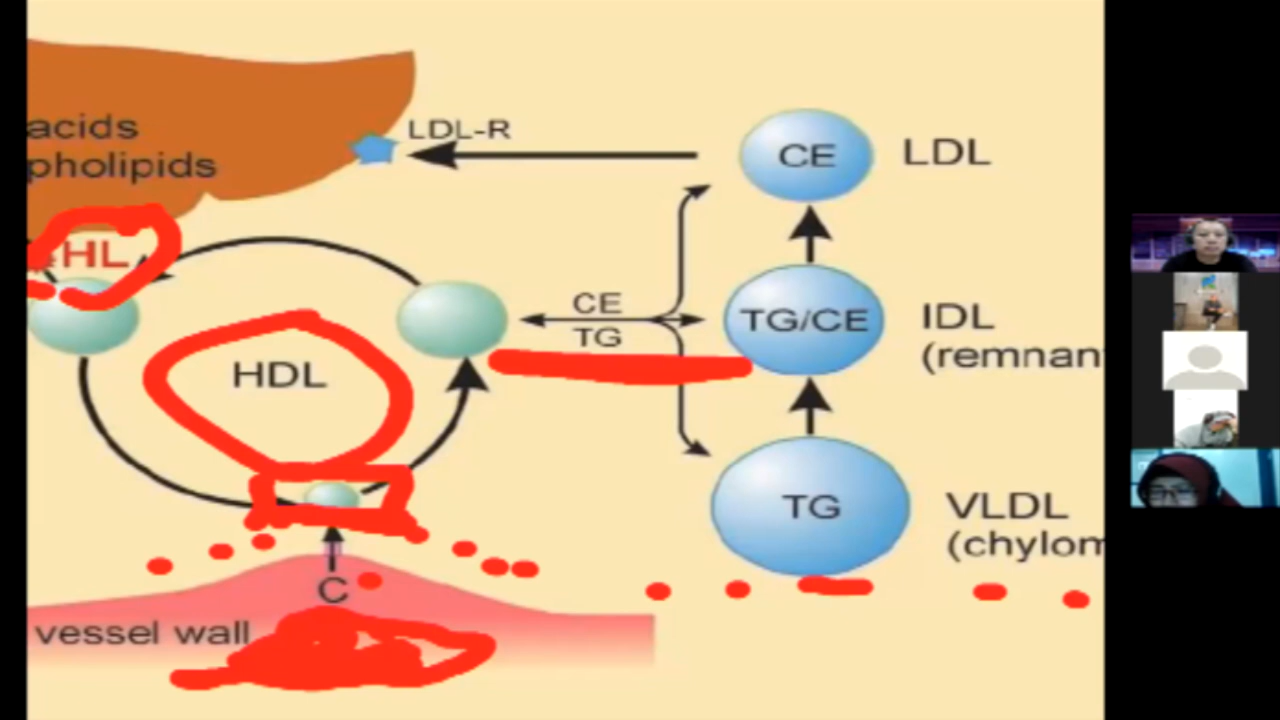 acids
pholipids
LDL-R
CE
LDL
HL
CE
TG
TG/CE
IDL
(remnan
HDL
TG
VLDL
(chylom
C
vessel wall